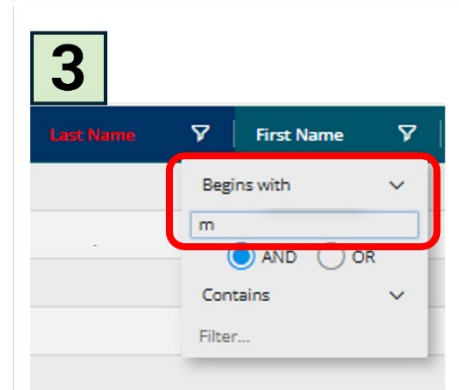 3
Last Name First Name
Begins with
m
AND OR
Contains
Filter...